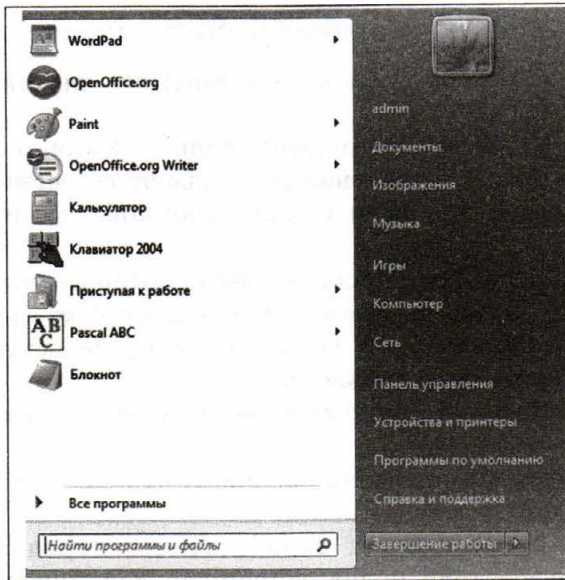 WordPad
OpenOffice.org
Paint
OpenOffice.org Writer
Калькулятор
Клавиатор 2004
Приступая к работе
AB
C
Pascal ABC
Блокнот
Все программы
Найти программы и файлы
admin
Документы
Изображения
Музыка
Игры
Компьютер
Сеть
Панель управления
Устройства и принтеры
Программы по умолчанию
Справка и поддержка
Завершение работы